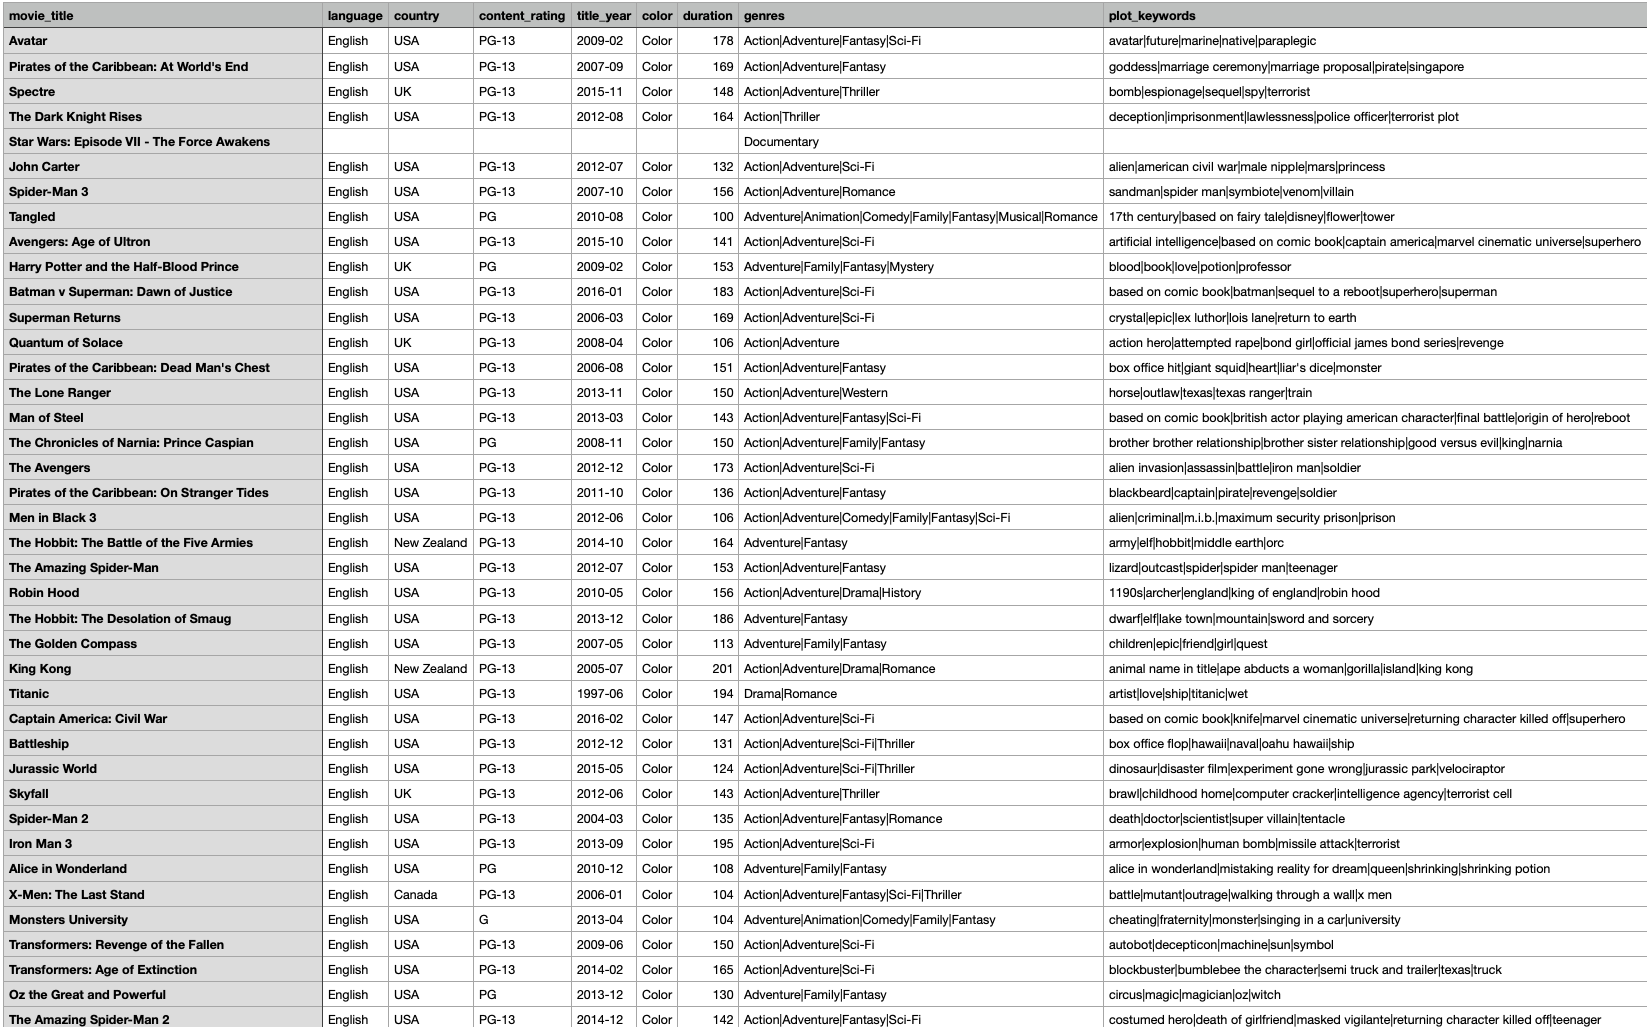 movie_title language country content_rating title_year color duration genres plot_keywords
Avatar English USA PG-13 2009-02 Color 178 Action|Adventure|Fantasy|Sci-Fi avatar|future|marine|native|paraplegic
Pirates of the Caribbean: At World's End English USA PG-13 2007-09 Color 169 Action|Adventure|Fantasy goddess|marriage ceremony|marriage proposal|pirate|singapore
Spectre English UK PG-13 2015-11 Color 148 Action|Adventure|Thriller bomb|espionage|sequel|spy|terrorist
The Dark Knight Rises English USA PG-13 2012-08 Color 164 Action|Thriller deception|imprisonment|lawlessness|police officer|terrorist plot
Star Wars: Episode VII - The Force Awakens Documentary
John Carter English USA PG-13 2012-07 Color 132 Action|Adventure|Sci-Fi alien|american civil war|male nipple|mars|princess
Spider-Man 3 English USA PG-13 2007-10 Color 156 Action|Adventure|Romance sandman|spider man|symbiote|venom|villain
Tangled English USA PG 2010-08 Color 100 Adventure|Animation|Comedy|Family|Fantasy|Musical|Romance 17th century|based on fairy tale|disney|flower|tower
Avengers: Age of Ultron English USA PG-13 2015-10 Color 141 Action|Adventure|Sci-Fi artificial intelligence|based on comic book|captain america|marvel cinematic universe|superhero
Harry Potter and the Half-Blood Prince English UK PG 2009-02 Color 153 Adventure|Family|Fantasy|Mystery blood|book|love|potion|professor
Batman v Superman: Dawn of Justice English USA PG-13 2016-01 Color 183 Action|Adventure|Sci-Fi based on comic book|batman|sequel to a reboot|superhero|superman
Superman Returns English USA PG-13 2006-03 Color 169 Action|Adventure|Sci-Fi crystal|epic|lex luthor|lois lane|return to earth
Quantum of Solace English UK PG-13 2008-04 Color 106 Action|Adventure action hero|attempted rape|bond girl|official james bond series|revenge
Pirates of the Caribbean: Dead Man's Chest English USA PG-13 2006-08 Color 151 Action|Adventure|Fantasy box office hit|giant squid|heart|liar's dice|monster
The Lone Ranger English USA PG-13 2013-11 Color 150 Action|Adventure|Western horse|outlaw|texas|texas ranger|train
Man of Steel English USA PG-13 2013-03 Color 143 Action|Adventure|Fantasy|Sci-Fi based on comic book|british actor playing american character|final battle|origin of hero|reboot
The Chronicles of Narnia: Prince Caspian English USA PG 2008-11 Color 150 Action|Adventure|Family|Fantasy brother brother relationship|brother sister relationship|good versus evil|king|narnia
The Avengers English USA PG-13 2012-12 Color 173 Action|Adventure|Sci-Fi alien invasion|assassin|battle|iron man|soldier
Pirates of the Caribbean: On Stranger Tides English USA PG-13 2011-10 Color 136 Action|Adventure|Fantasy blackbeard|captain|pirate|revenge|soldier
Men in Black 3 English USA PG-13 2012-06 Color 106 Action|Adventure|Comedy|Family|Fantasy|Sci-Fi alien|criminal|m.i.b.|maximum security prison|prison
The Hobbit: The Battle of the Five Armies English New Zealand PG-13 2014-10 Color 164 Adventure|Fantasy army|elf|hobbit|middle earth|orc
The Amazing Spider-Man English USA PG-13 2012-07 Color 153 Action|Adventure|Fantasy lizard|outcast|spider|spider man|teenager
Robin Hood English USA PG-13 2010-05 Color 156 Action|Adventure|Drama|History 1190s|archer|england|king of england|robin hood
The Hobbit: The Desolation of Smaug English USA PG-13 2013-12 Color 186 Adventure|Fantasy dwarf|elf|lake town|mountain|sword and sorcery
The Golden Compass English USA PG-13 2007-05 Color 113 Adventure|Family|Fantasy children|epic|friend|girl|quest
King Kong English New Zealand PG-13 2005-07 Color 201 Action|Adventure|Drama|Romance animal name in title|ape abducts a woman|gorilla|island|king kong
Titanic English USA PG-13 1997-06 Color 194 Drama|Romance artist|love|ship|titanic|wet
Captain America: Civil War English USA PG-13 2016-02 Color 147 Action|Adventure|Sci-Fi based on comic book|knife|marvel cinematic universe|returning character killed off|superhero
Battleship English USA PG-13 2012-12 Color 131 Action|Adventure|Sci-Fi|Thriller box office flop|hawaii|naval|oahu hawaii|ship
Jurassic World English USA PG-13 2015-05 Color 124 Action|Adventure|Sci-Fi|Thriller dinosaur|disaster film|experiment gone wrong|jurassic park|velociraptor
Skyfall English UK PG-13 2012-06 Color 143 Action|Adventure|Thriller brawl|childhood home|computer cracker|intelligence agency|terrorist cell
Spider-Man 2 English USA PG-13 2004-03 Color 135 Action|Adventure|Fantasy|Romance death|doctor|scientist|super villain|tentacle
Iron Man 3 English USA PG-13 2013-09 Color 195 Action|Adventure|Sci-Fi armor|explosion|human bomb|missile attack|terrorist
Alice in Wonderland English USA PG 2010-12 Color 108 Adventure|Family|Fantasy alice in wonderland|mistaking reality for dream|queen|shrinking|shrinking potion
X-Men: The Last Stand English Canada PG-13 2006-01 Color 104 Action|Adventure|Fantasy|Sci-Fi|Thriller battle|mutant|outrage|walking through a wall|x men
Monsters University English USA G 2013-04 Color 104 Adventure|Animation|Comedy|Family|Fantasy cheating|fraternity|monster|singing in a car|university
Transformers: Revenge of the Fallen English USA PG-13 2009-06 Color 150 Action|Adventure|Sci-Fi autobot|decepticon|machine|sun|symbol
Transformers: Age of Extinction English USA PG-13 2014-02 Color 165 Action|Adventure|Sci-Fi blockbuster|bumblebee the character|semi truck and trailer|texas|truck
Oz the Great and Powerful English USA PG 2013-12 Color 130 Adventure|Family|Fantasy circus|magic|magician|oz|witch
The Amazing Spider-Man 2 English USA PG-13 2014-12 Color 142 Action|Adventure|Fantasy|Sci-Fi costumed hero|death of girlfriend|masked vigilante|returning character killed off|teenager